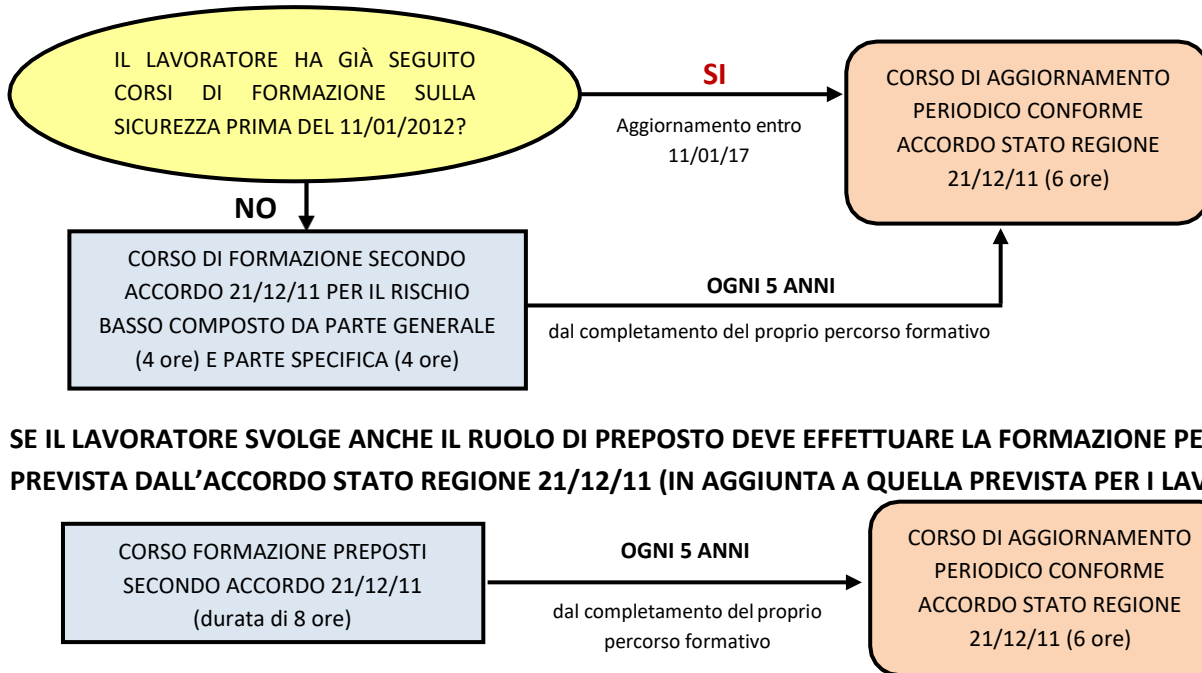 IL LAVORATORE HA GIÀ SEGUITO
CORSI DI FORMAZIONE SULLA
SICUREZZA PRIMA DEL 11/01/2012?
SI
Aggiornamento entro
11/01/17
CORSO DI AGGIORNAMENTO
PERIODICO CONFORME
ACCORDO STATO REGIONE
21/12/11 (6 ore)
NO
CORSO DI FORMAZIONE SECONDO
ACCORDO 21/12/11 PER IL RISCHIO
BASSO COMPOSTO DA PARTE GENERALE
(4 ore) E PARTE SPECIFICA (4 ore)
OGNI 5 ANNI
dal completamento del proprio percorso formativo
SE IL LAVORATORE SVOLGE ANCHE IL RUOLO DI PREPOSTO DEVE EFFETTUARE LA FORMAZIONE PE
PREVISTA DALL’ACCORDO STATO REGIONE 21/12/11 (IN AGGIUNTA A QUELLA PREVISTA PER I LAV
CORSO FORMAZIONE PREPOSTI
SECONDO ACCORDO 21/12/11
(durata di 8 ore)
OGNI 5 ANNI
dal completamento del proprio
percorso formativo
CORSO DI AGGIORNAMENTO
PERIODICO CONFORME
ACCORDO STATO REGIONE
21/12/11 (6 ore)